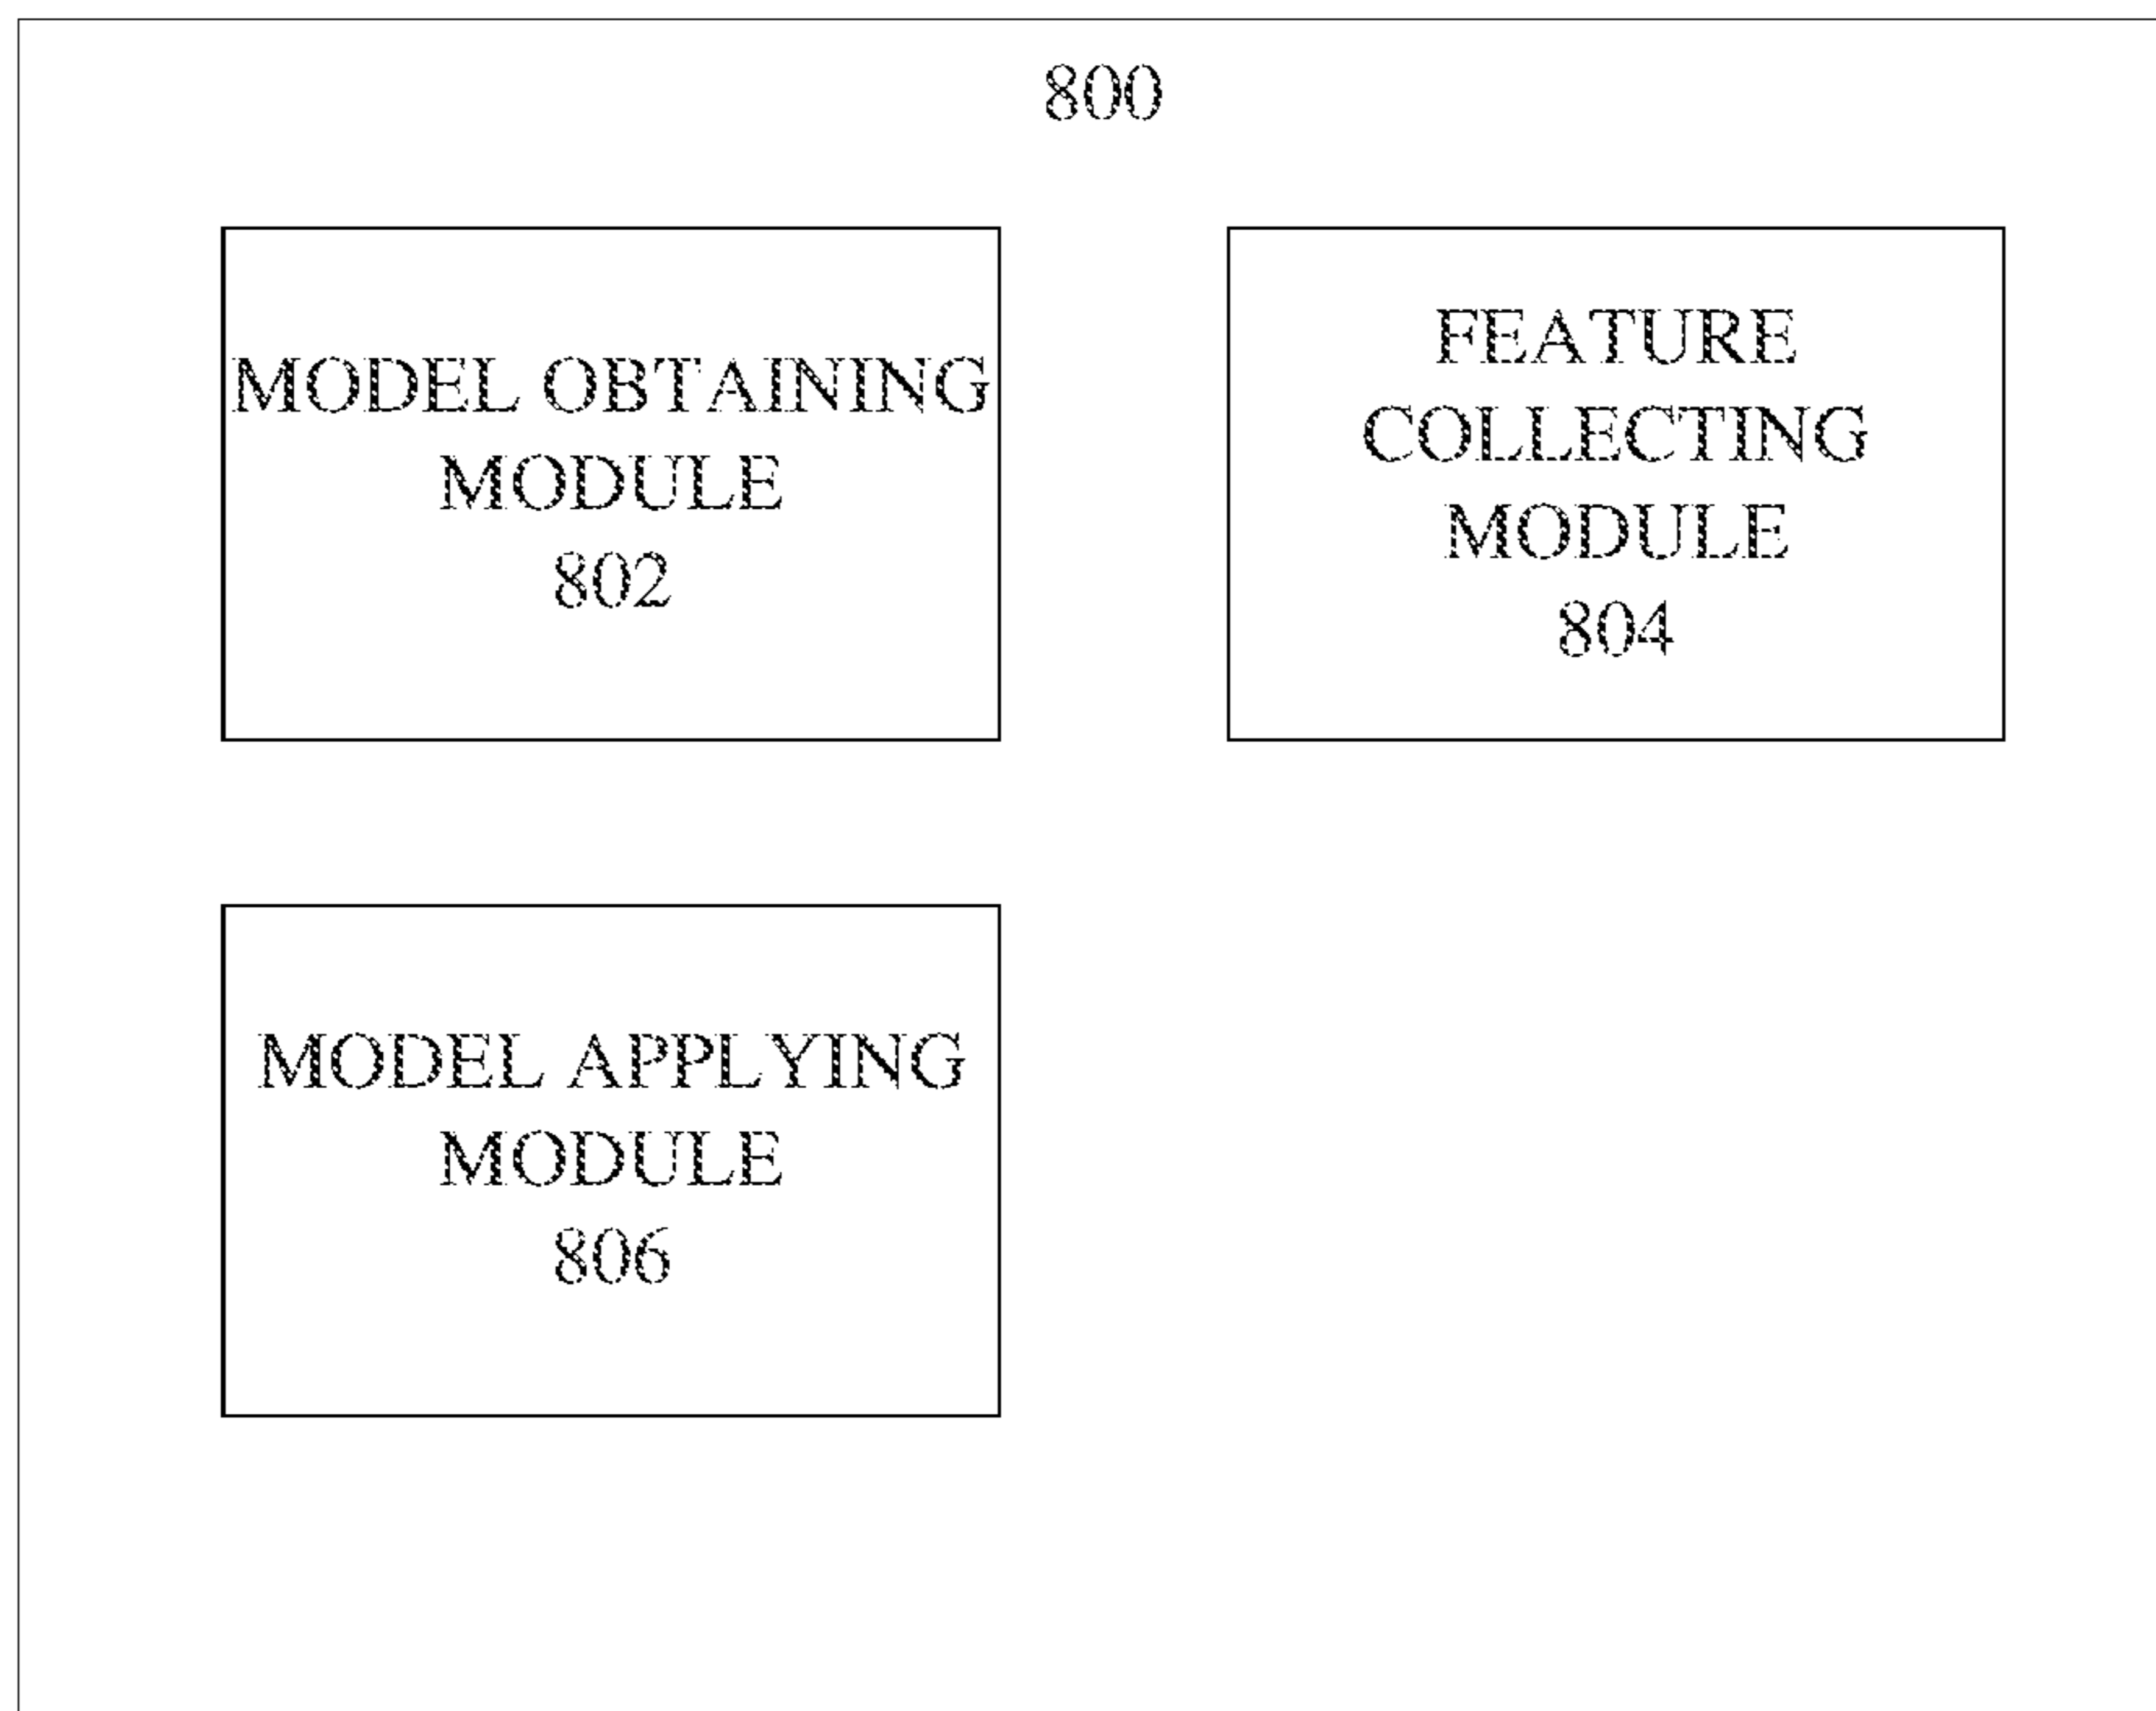 800
MODEL OBTAINING
MODULE
802
FEATURE
COLLECTING
MODULE
804
MODEL APPLYING
MODULE
806